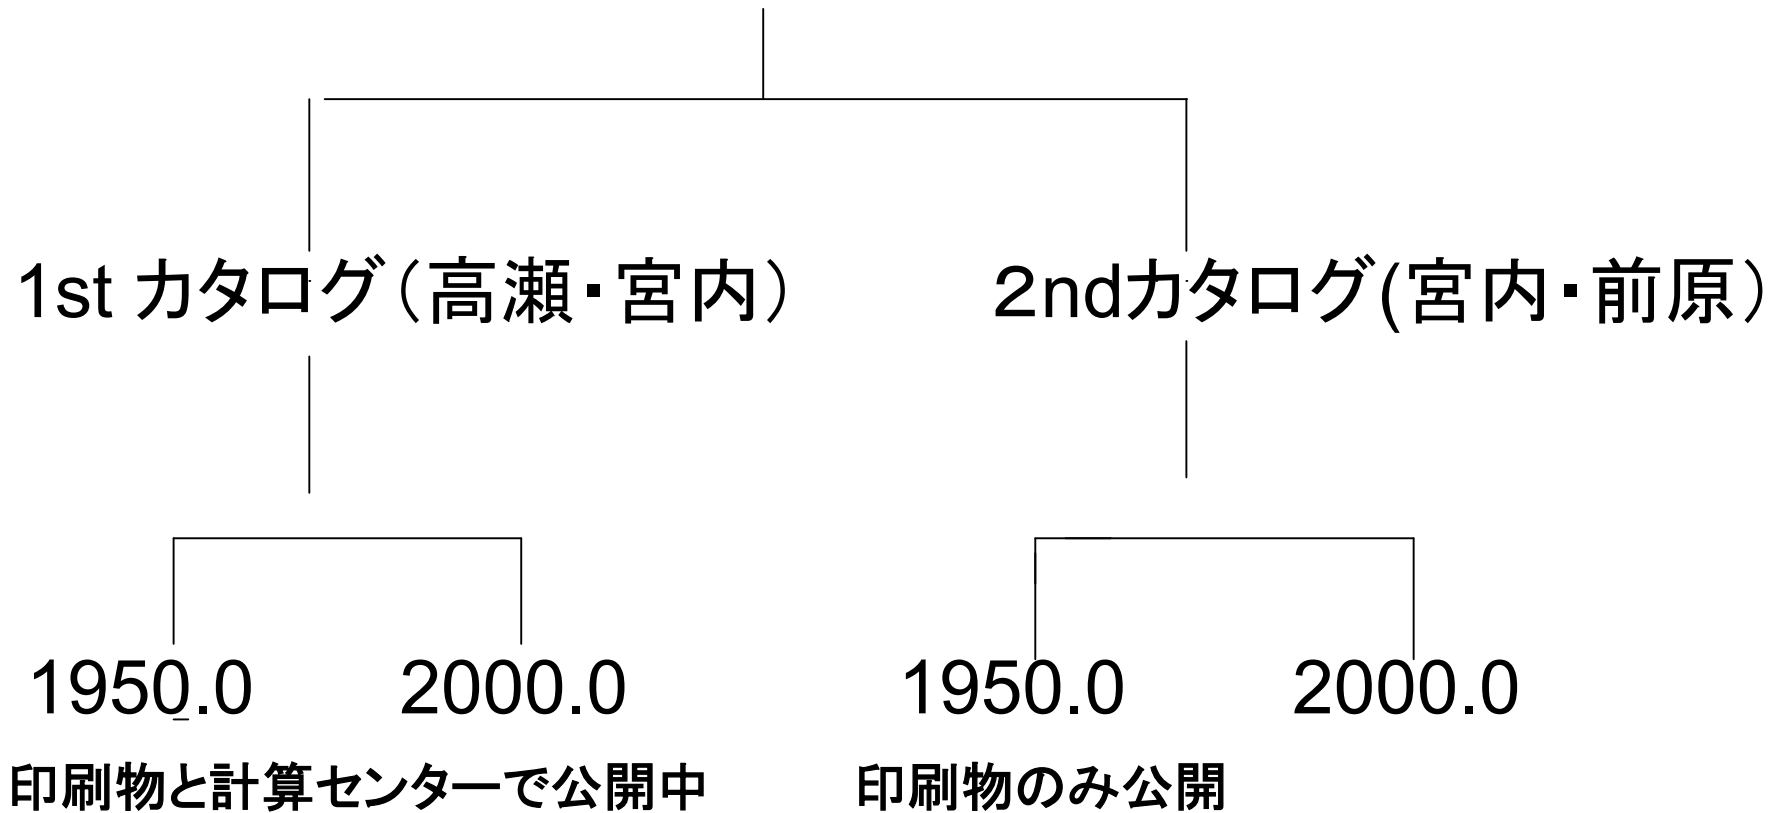 1st カタログ（高瀬・宮内）
２ndカタログ(宮内・前原）
1950.0
2000.0
1950.0
2000.0
印刷物と計算センターで公開中
印刷物のみ公開